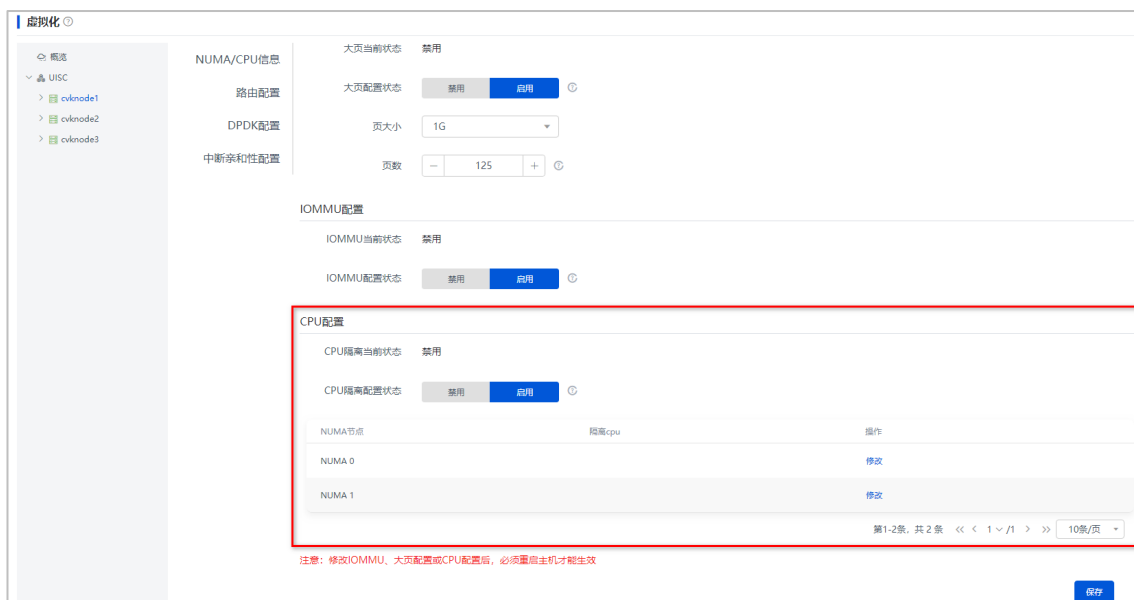 虚拟化
概览
UISC
cvknode1
cvknode2
cvknode3
NUMA/CPU信息
路由配置
DPDK配置
中断亲和性配置
大页当前状态 禁用
大页配置状态 禁用 启用
页大小 1G
页数 − 125 +
IOMMU配置
IOMMU当前状态 禁用
IOMMU配置状态 禁用 启用
CPU配置
CPU隔离当前状态 禁用
CPU隔离配置状态 禁用 启用
NUMA节点 隔离cpu 操作
NUMA 0 修改
NUMA 1 修改
第1-2条, 共 2 条 << < 1 /1 > >> 10条/页
注意：修改IOMMU、大页配置或CPU配置后，必须重启主机才能生效
保存